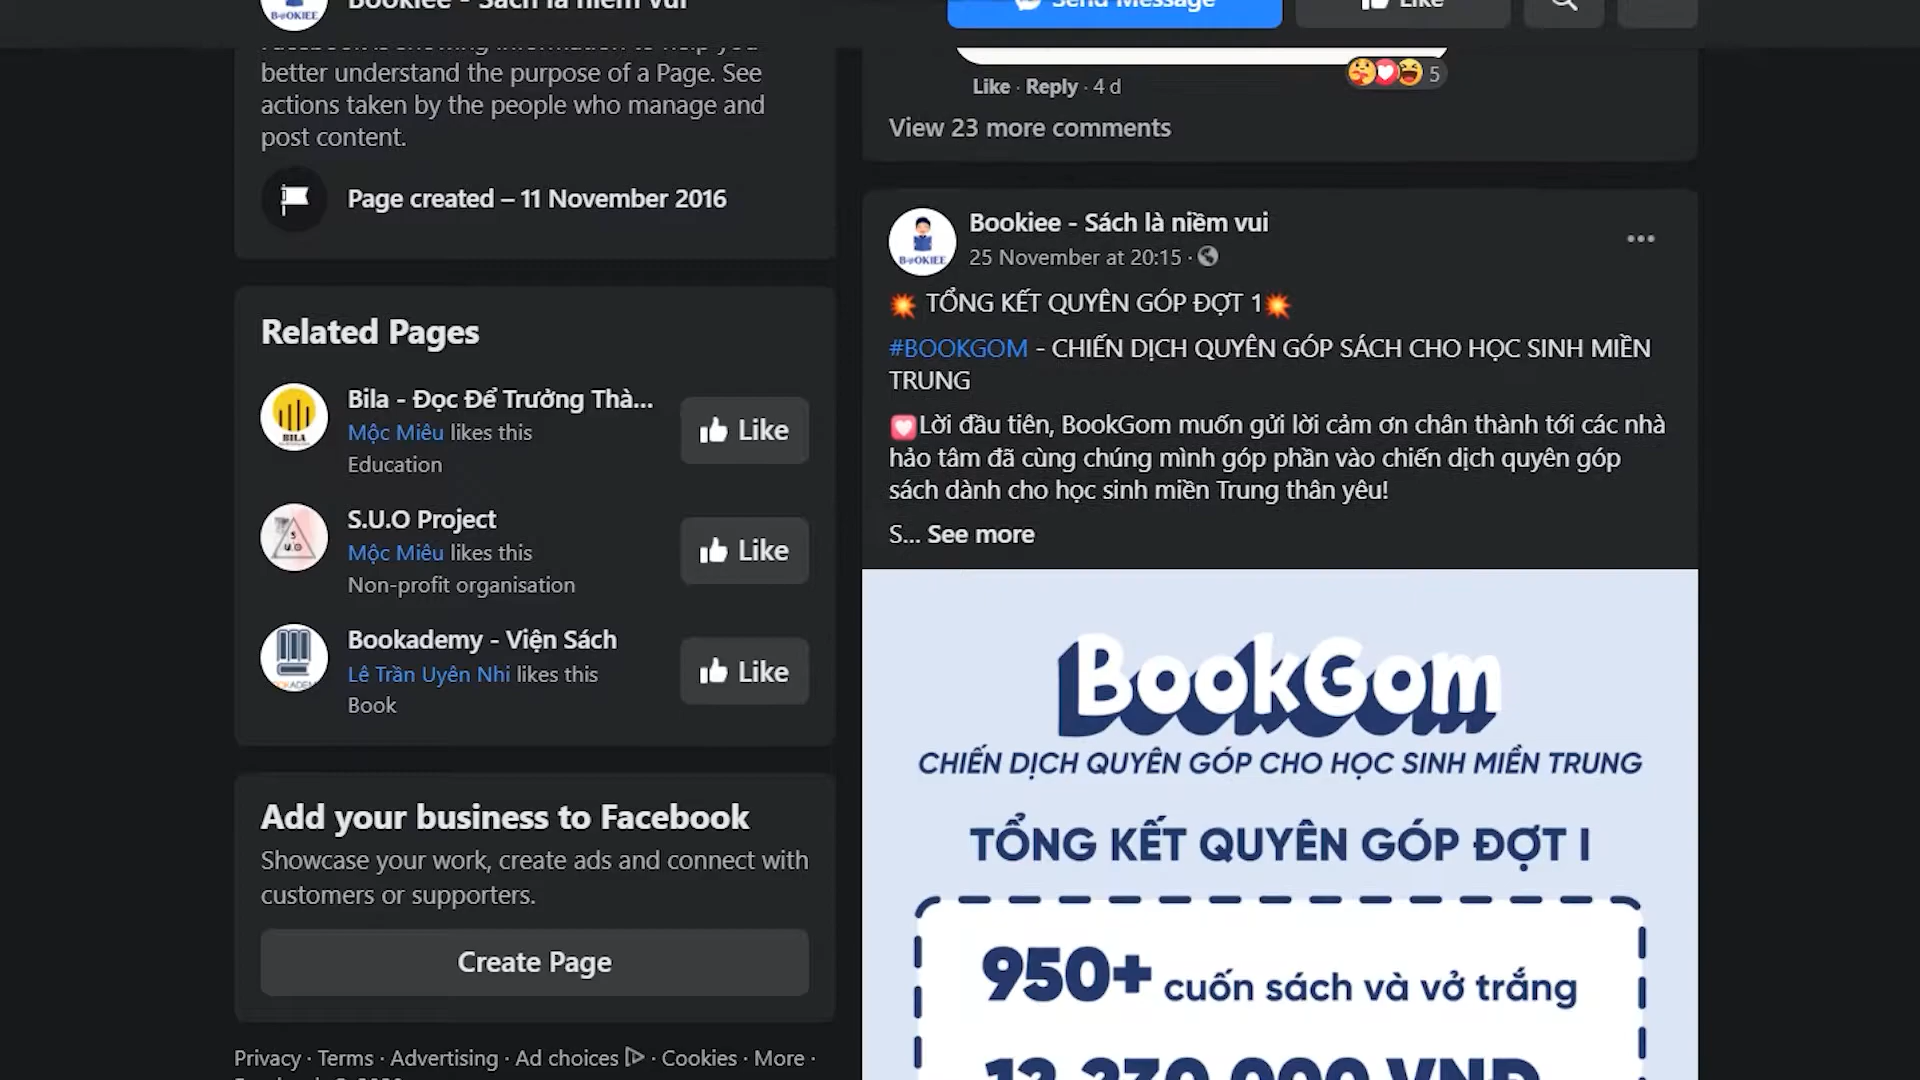 Bookiee - Sách là niềm vui
Send Message
Like
better understand the purpose of a Page. See
actions taken by the people who manage and
post content.
Page created – 11 November 2016
Related Pages
Bila - Đọc Để Trưởng Thà...
Mộc Miêu likes this
Education
Like
S.U.O Project
Mộc Miêu likes this
Non-profit organisation
Like
Bookademy - Viện Sách
Lê Trần Uyên Nhi likes this
Book
Like
Add your business to Facebook
Showcase your work, create ads and connect with
customers or supporters.
Create Page
Privacy · Terms · Advertising · Ad choices · Cookies · More ·
Like · Reply · 4 d
5
View 23 more comments
BOOKIEE
Bookiee - Sách là niềm vui
25 November at 20:15 ·
💥 TỔNG KẾT QUYÊN GÓP ĐỢT 1💥
#BOOKGOM - CHIẾN DỊCH QUYÊN GÓP SÁCH CHO HỌC SINH MIỀN
TRUNG
💟Lời đầu tiên, BookGom muốn gửi lời cảm ơn chân thành tới các nhà
hảo tâm đã cùng chúng mình góp phần vào chiến dịch quyên góp
sách dành cho học sinh miền Trung thân yêu!
S... See more
BookGom
CHIẾN DỊCH QUYÊN GÓP CHO HỌC SINH MIỀN TRUNG
TỔNG KẾT QUYÊN GÓP ĐỢT I
950+ cuốn sách và vở trắng